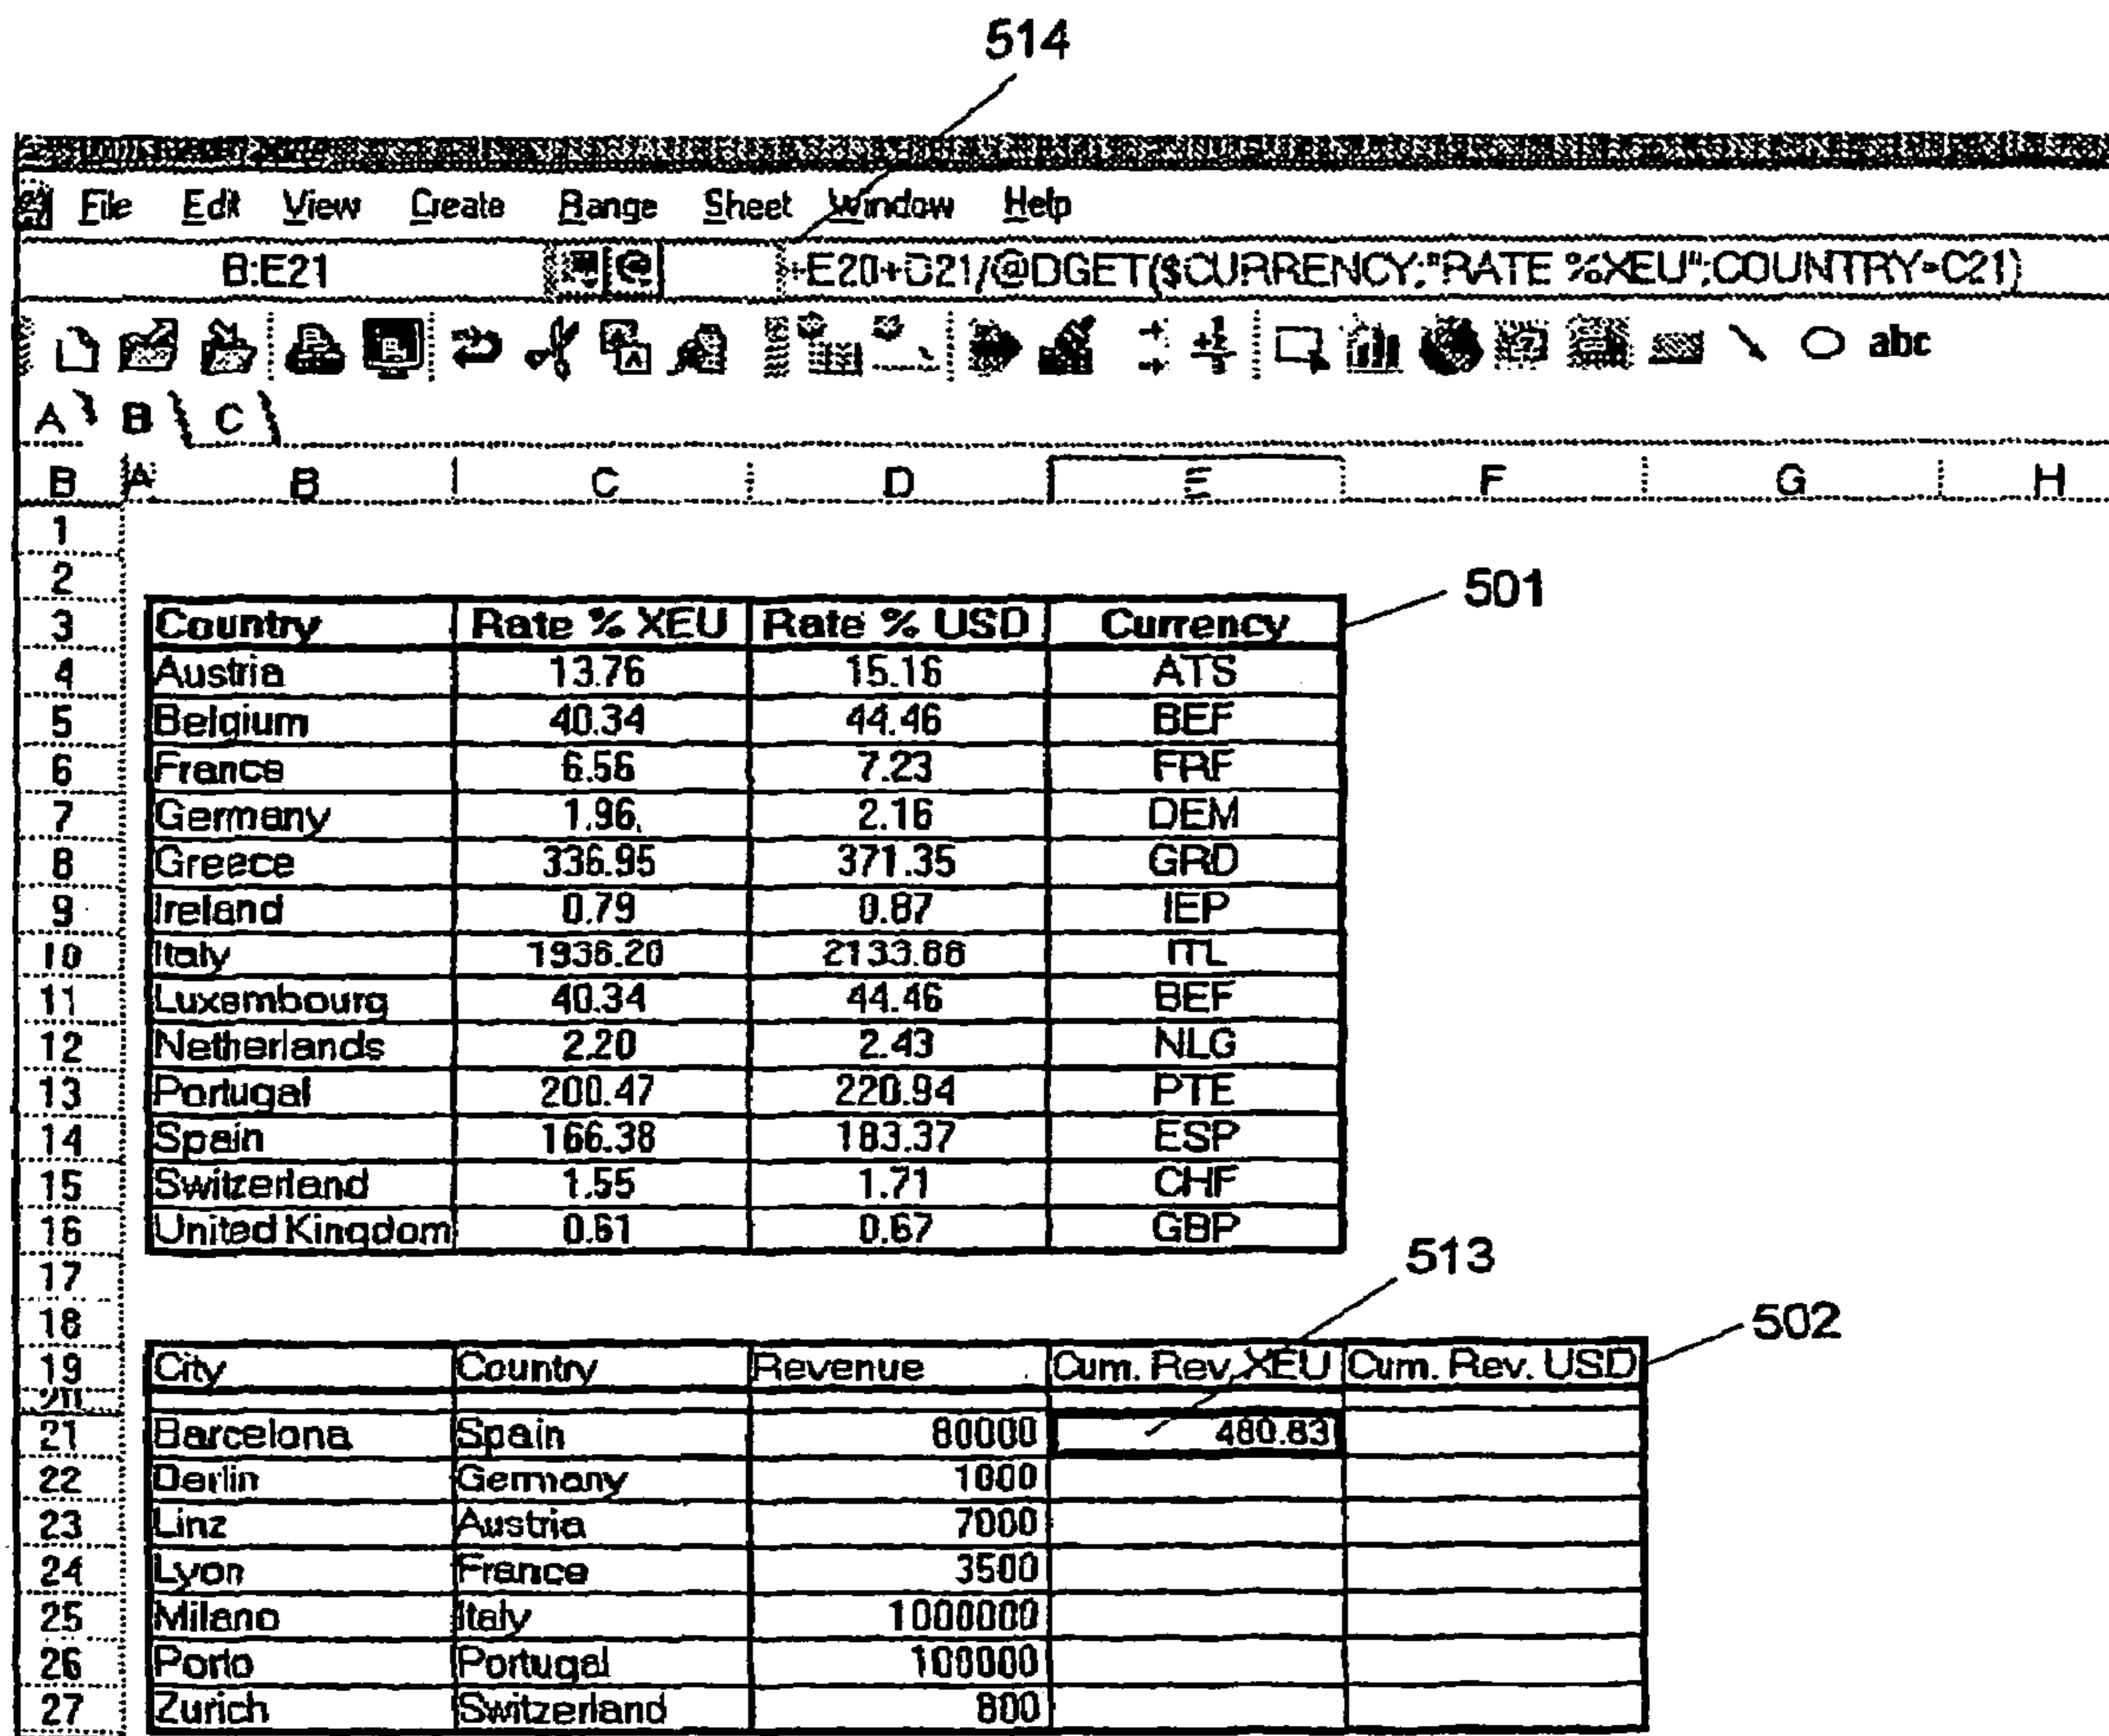 514
File Edit View Create Range Sheet Window Help
B:E21 @ +E20+D21/@DGET($CURRENCY;"RATE %XEU";COUNTRY=C21)
abc
A B C
B A B C D E F G H
1
2
501
3 Country Rate % XEU Rate % USD Currency
4 Austria 13.76 15.16 ATS
5 Belgium 40.34 44.46 BEF
6 France 6.56 7.23 FRF
7 Germany 1.96 2.16 DEM
8 Greece 336.95 371.35 GRD
9 Ireland 0.79 0.87 IEP
10 Italy 1936.20 ITL
11 Luxembourg 40.34 44.46 BEF
12 Netherlands 2.20 2.43 NLG
13 Portugal 200.47 220.94 PTE
14 Spain 166.38 183.37 ESP
15 Switzerland 1.55 1.71 CHF
16 United Kingdom 0.61 0.67 GBP
17
513
18
502
19 City Country Revenue Cum. Rev. XEU Cum. Rev. USD
20
21 Barcelona Spain 80000 480.83
22 Berlin Germany 1000
23 Linz Austria 7000
24 Lyon France 3500
25 Milano Italy 1000000
26 Porto Portugal 100000
27 Zurich Switzerland 800